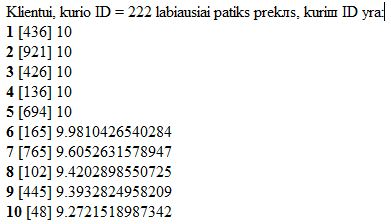 Klientui, kurio ID = 222 labiausiai patiks prekлs, kuriш ID yra:
1 [436] 10
2 [921] 10
3 [426] 10
4 [136] 10
5 [694] 10
6 [165] 9.9810426540284
7 [765] 9.6052631578947
8 [102] 9.4202898550725
9 [445] 9.3932824958209
10 [48] 9.2721518987342